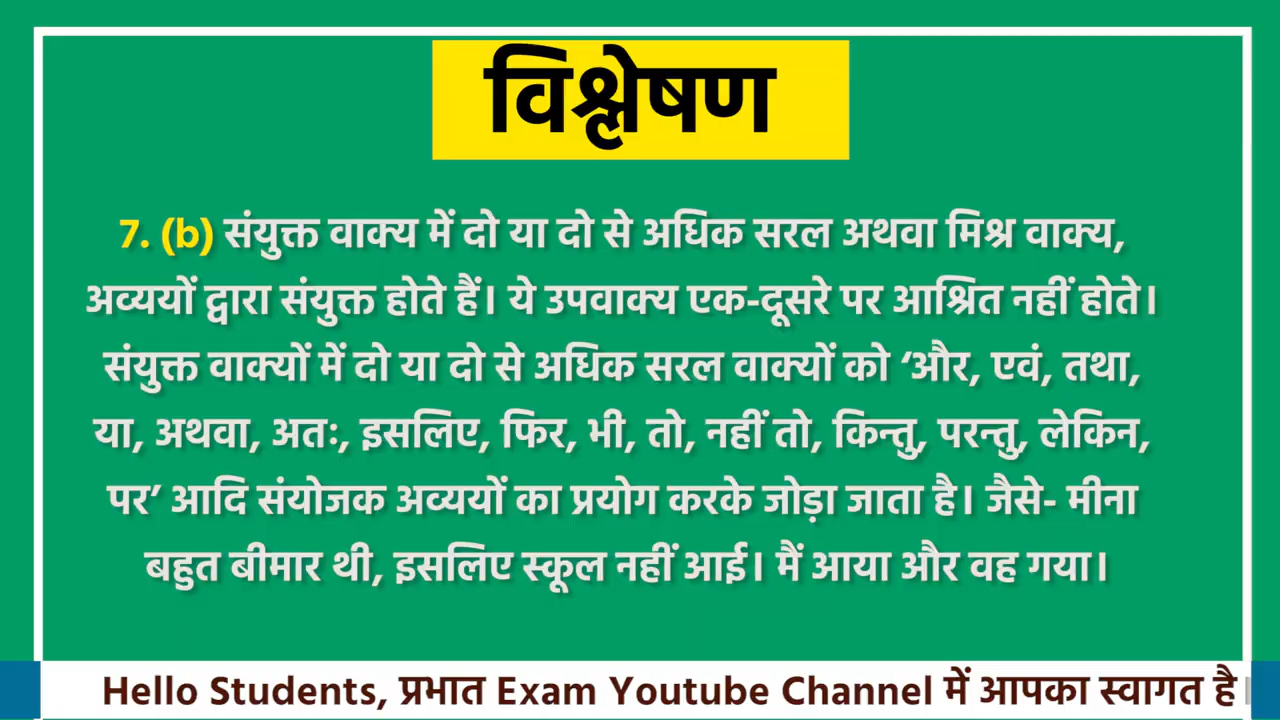 विश्लेषण
7. (b) संयुक्त वाक्य में दो या दो से अधिक सरल अथवा मिश्र वाक्य,
अव्ययों द्वारा संयुक्त होते हैं। ये उपवाक्य एक-दूसरे पर आश्रित नहीं होते।
संयुक्त वाक्यों में दो या दो से अधिक सरल वाक्यों को ‘और, एवं, तथा,
या, अथवा, अतः, इसलिए, फिर, भी, तो, नहीं तो, किन्तु, परन्तु, लेकिन,
पर’ आदि संयोजक अव्ययों का प्रयोग करके जोड़ा जाता है। जैसे- मीना
बहुत बीमार थी, इसलिए स्कूल नहीं आई। मैं आया और वह गया।
Hello Students, प्रभात Exam Youtube Channel में आपका स्वागत है।